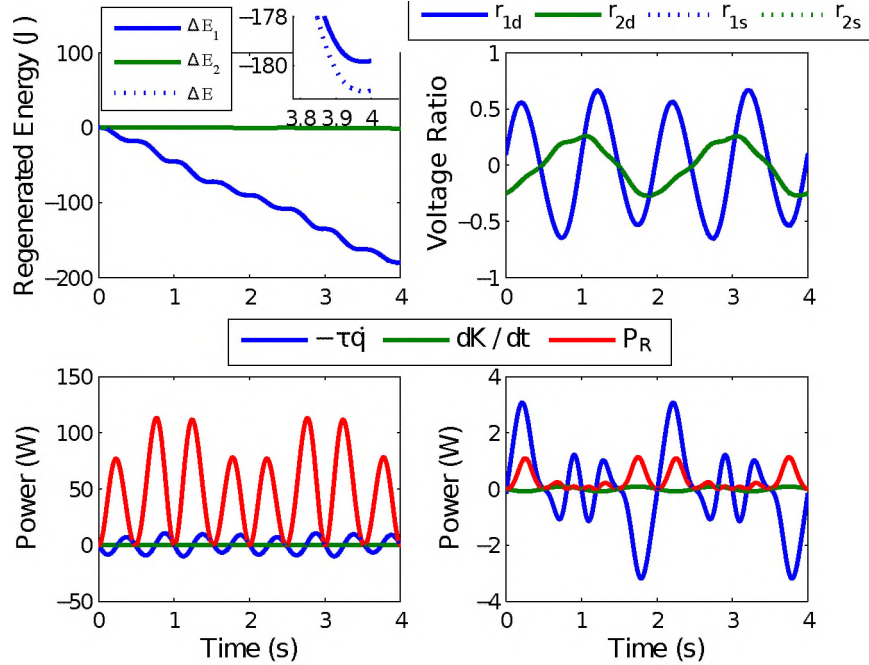 ΔE₁
ΔE₂
ΔE
−178
−180
3.8 3.9 4
Regenerated Energy (J)
100
0
−100
−200
0 1 2 3 4
r₁d r₂d r₁s r₂s
Voltage Ratio
1
0.5
0
−0.5
−1
0 1 2 3 4
−τq̇ dK / dt P_R
Power (W)
150
100
50
0
−50
0 1 2 3 4
Time (s)
Power (W)
4
2
0
−2
−4
0 1 2 3 4
Time (s)